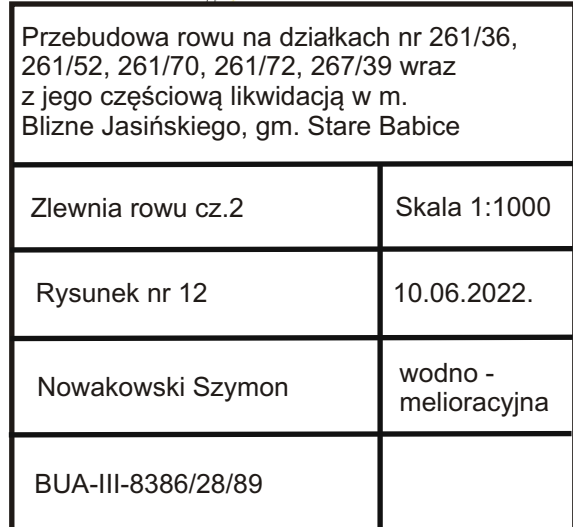 Przebudowa rowu na działkach nr 261/36,
261/52, 261/70, 261/72, 267/39 wraz
z jego częściową likwidacją w m.
Blizne Jasińskiego, gm. Stare Babice
Zlewnia rowu cz.2
Skala 1:1000
Rysunek nr 12
10.06.2022.
Nowakowski Szymon
wodno -
melioracyjna
BUA-III-8386/28/89